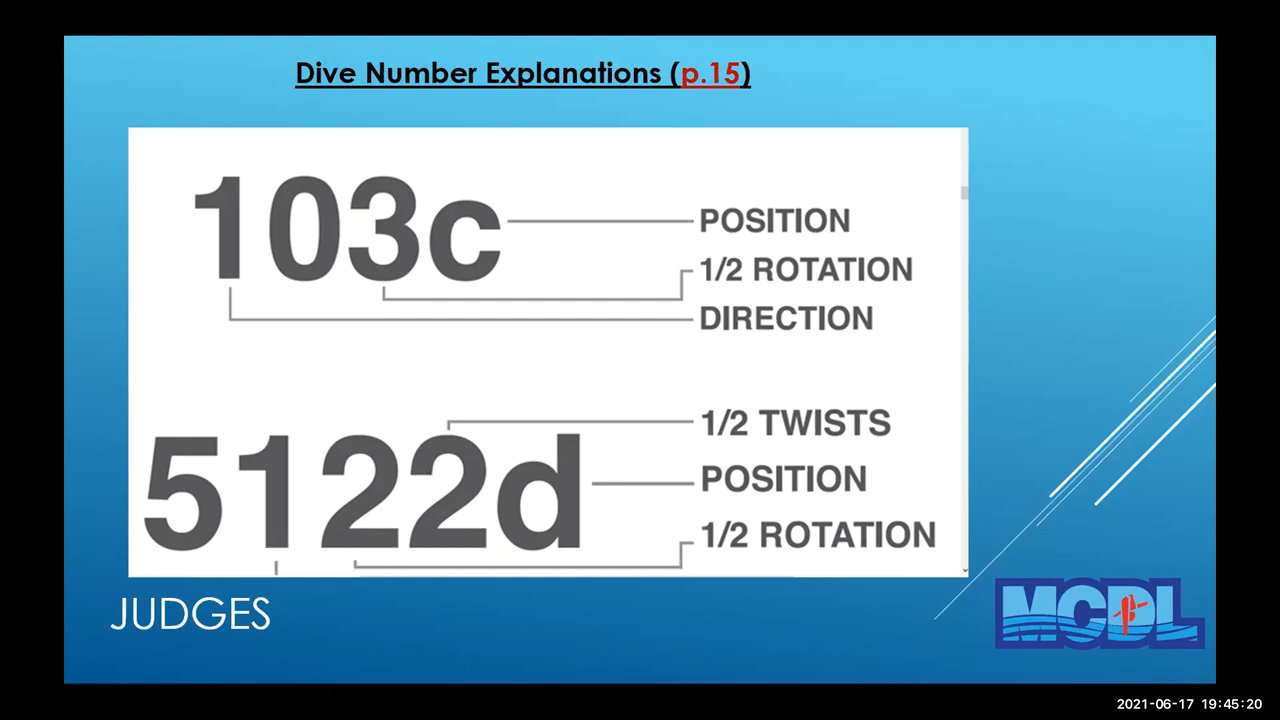 Dive Number Explanations (p.15)
103c
POSITION
1/2 ROTATION
DIRECTION
5122d
1/2 TWISTS
POSITION
1/2 ROTATION
JUDGES
MCDL
2021-06-17 19:45:20